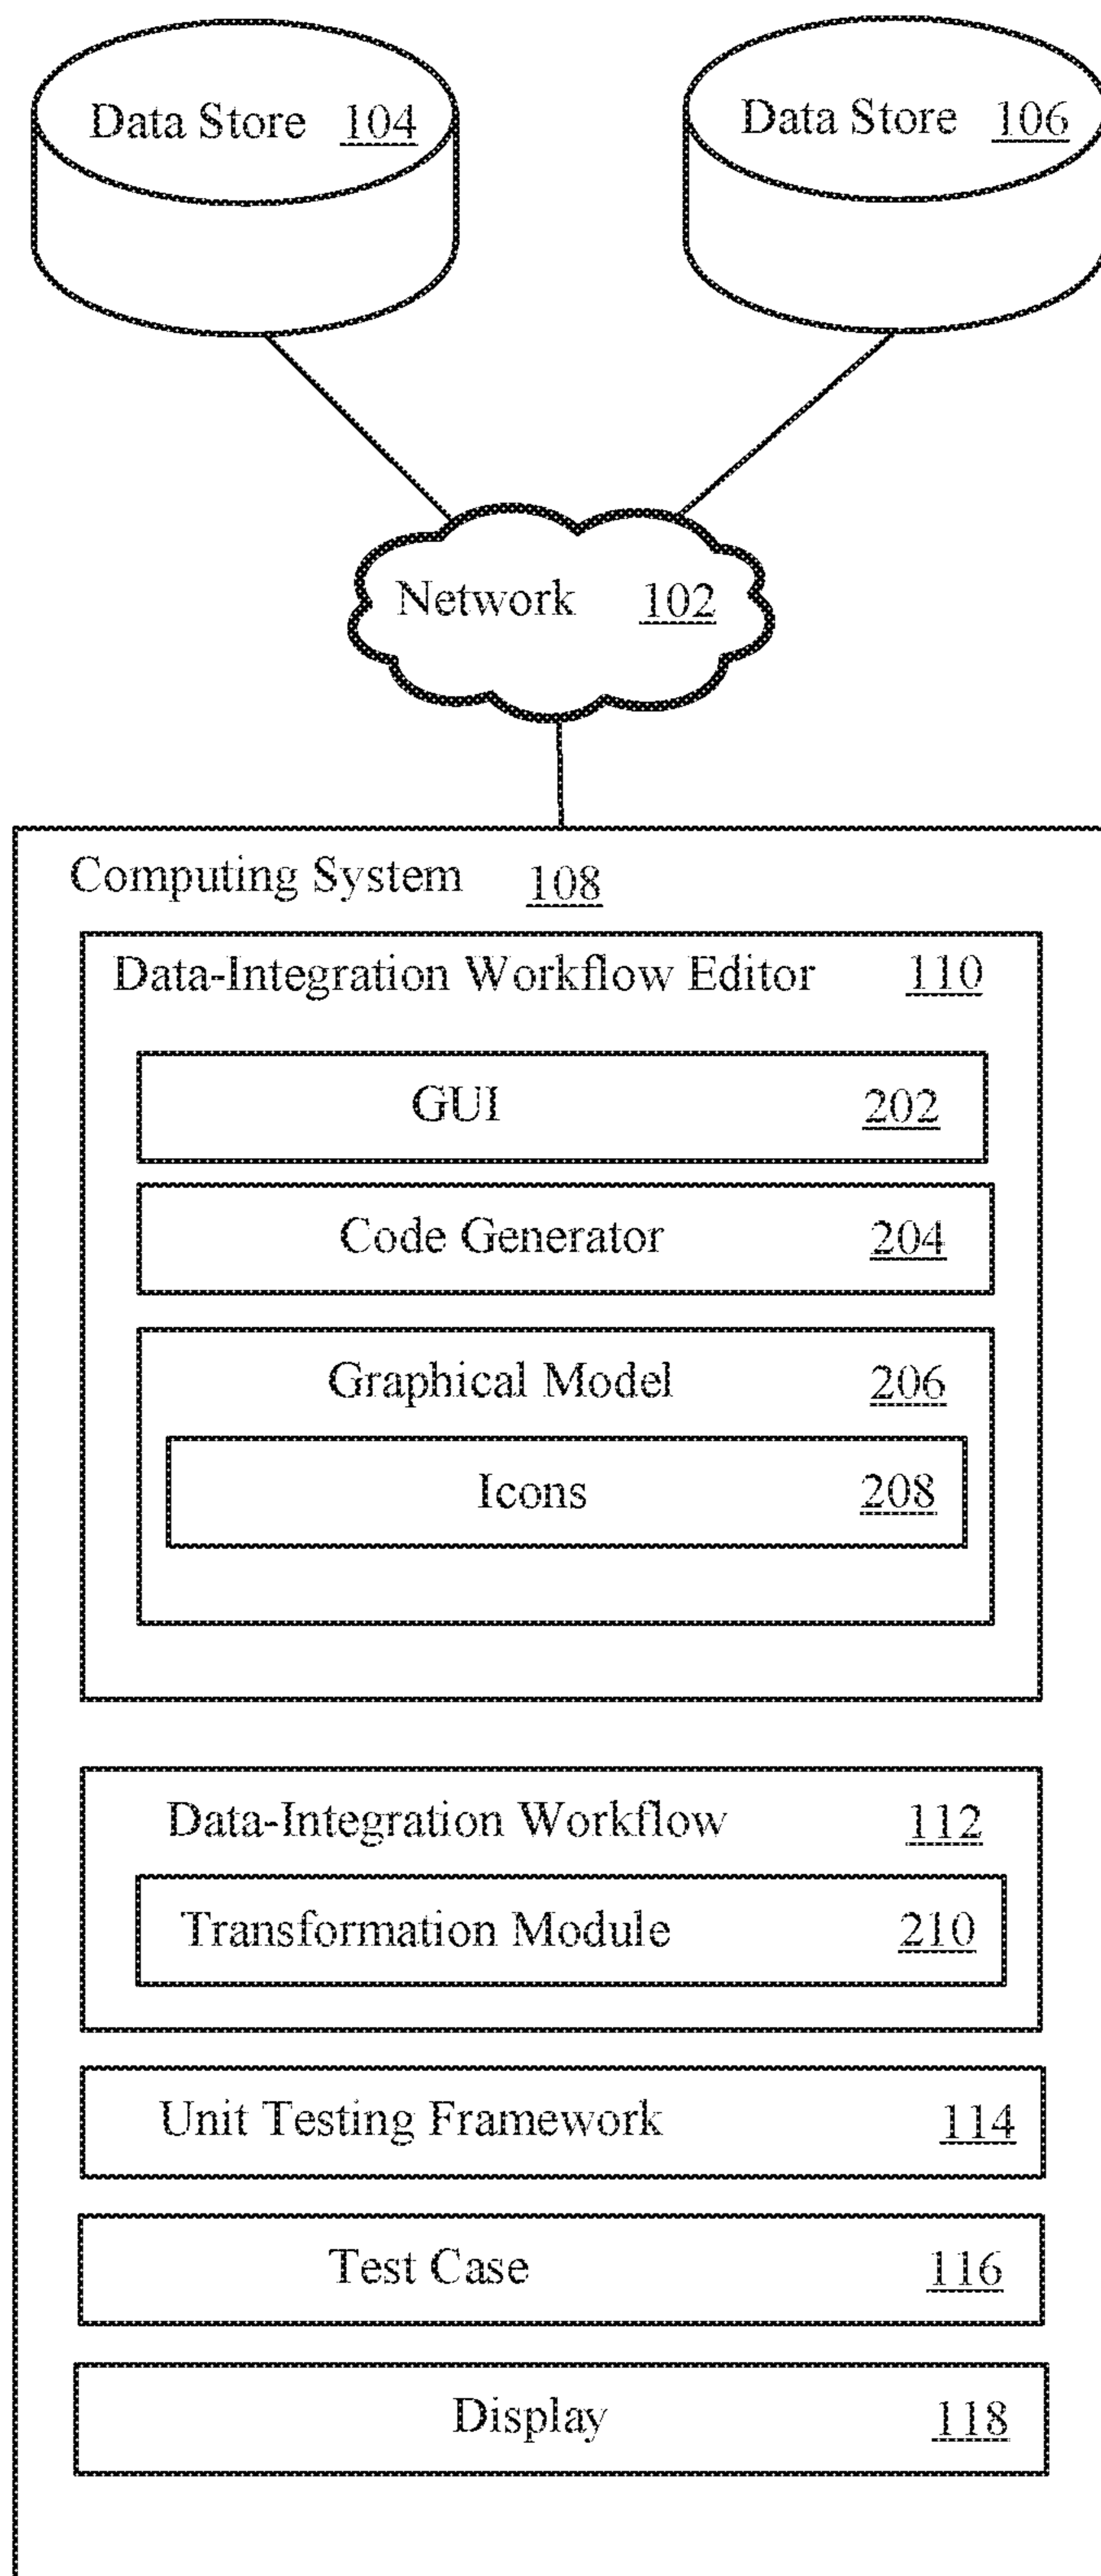 Data Store 104
Data Store 106
Network 102
Computing System 108
Data-Integration Workflow Editor 110
GUI 202
Code Generator 204
Graphical Model 206
Icons 208
Data-Integration Workflow 112
Transformation Module 210
Unit Testing Framework 114
Test Case 116
Display 118